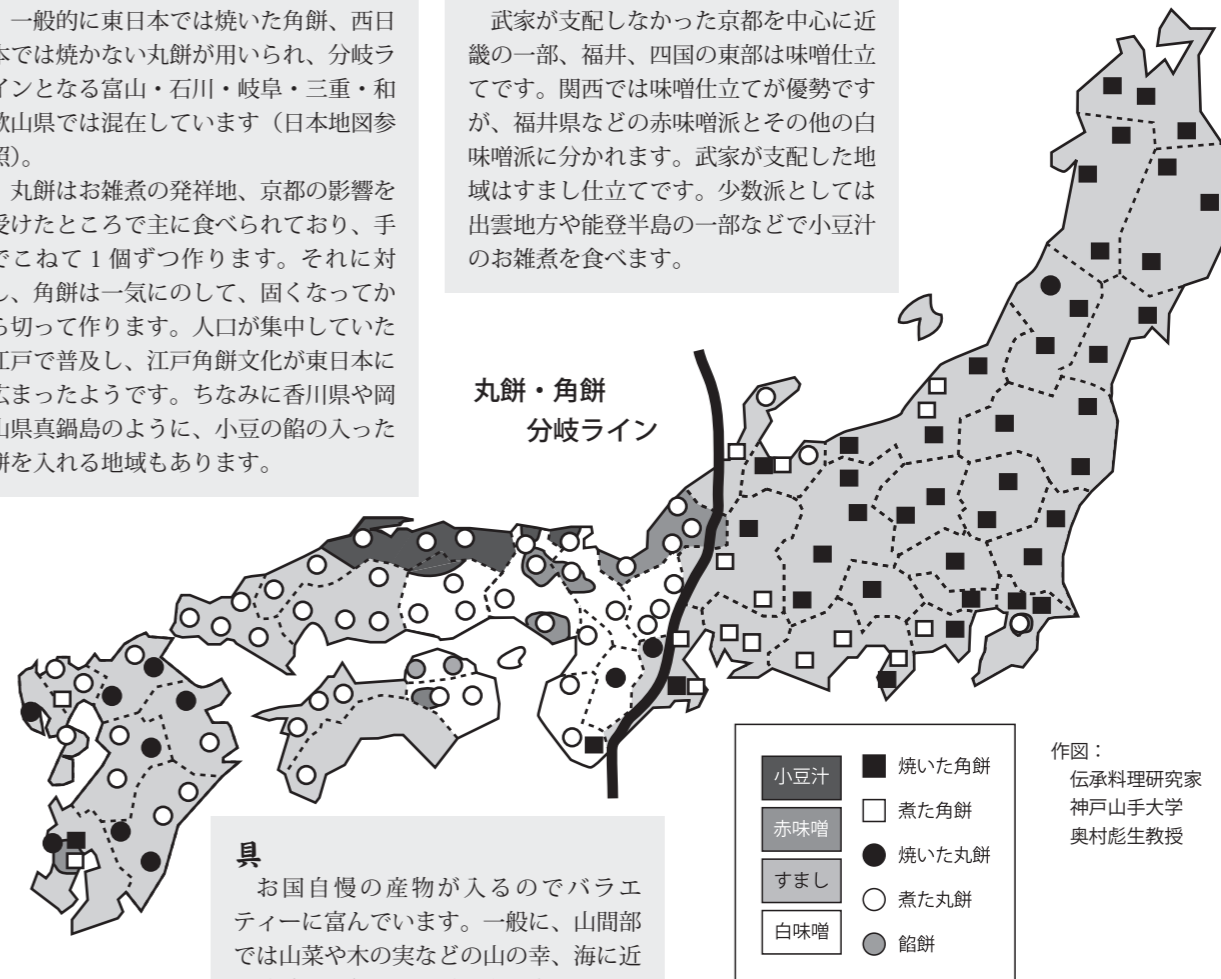 一般的に東日本では焼いた角餅、西日
本では焼かない丸餅が用いられ、分岐ラ
インとなる富山・石川・岐阜・三重・和
歌山県では混在しています（日本地図参
照）。
丸餅はお雑煮の発祥地、京都の影響を
受けたところで主に食べられており、手
でこねて1個ずつ作ります。それに対
し、角餅は一気にのして、固くなってか
ら切って作ります。人口が集中していた
江戸で普及し、江戸角餅文化が東日本に
広まったようです。ちなみに香川県や岡
山県真鍋島のように、小豆の餡の入った
餅を入れる地域もあります。
武家が支配しなかった京都を中心に近
畿の一部、福井、四国の東部は味噌仕立
てです。関西では味噌仕立てが優勢です
が、福井県などの赤味噌派とその他の白
味噌派に分かれます。武家が支配した地
域はすまし仕立てです。少数派としては
出雲地方や能登半島の一部などで小豆汁
のお雑煮を食べます。
丸餅・角餅
分岐ライン
具
お国自慢の産物が入るのでバラエ
ティーに富んでいます。一般に、山間部
では山菜や木の実などの山の幸、海に近
小豆汁
赤味噌
すまし
白味噌
焼いた角餅
煮た角餅
焼いた丸餅
煮た丸餅
餡餅
作図：
伝承料理研究家
神戸山手大学
奥村彪生教授